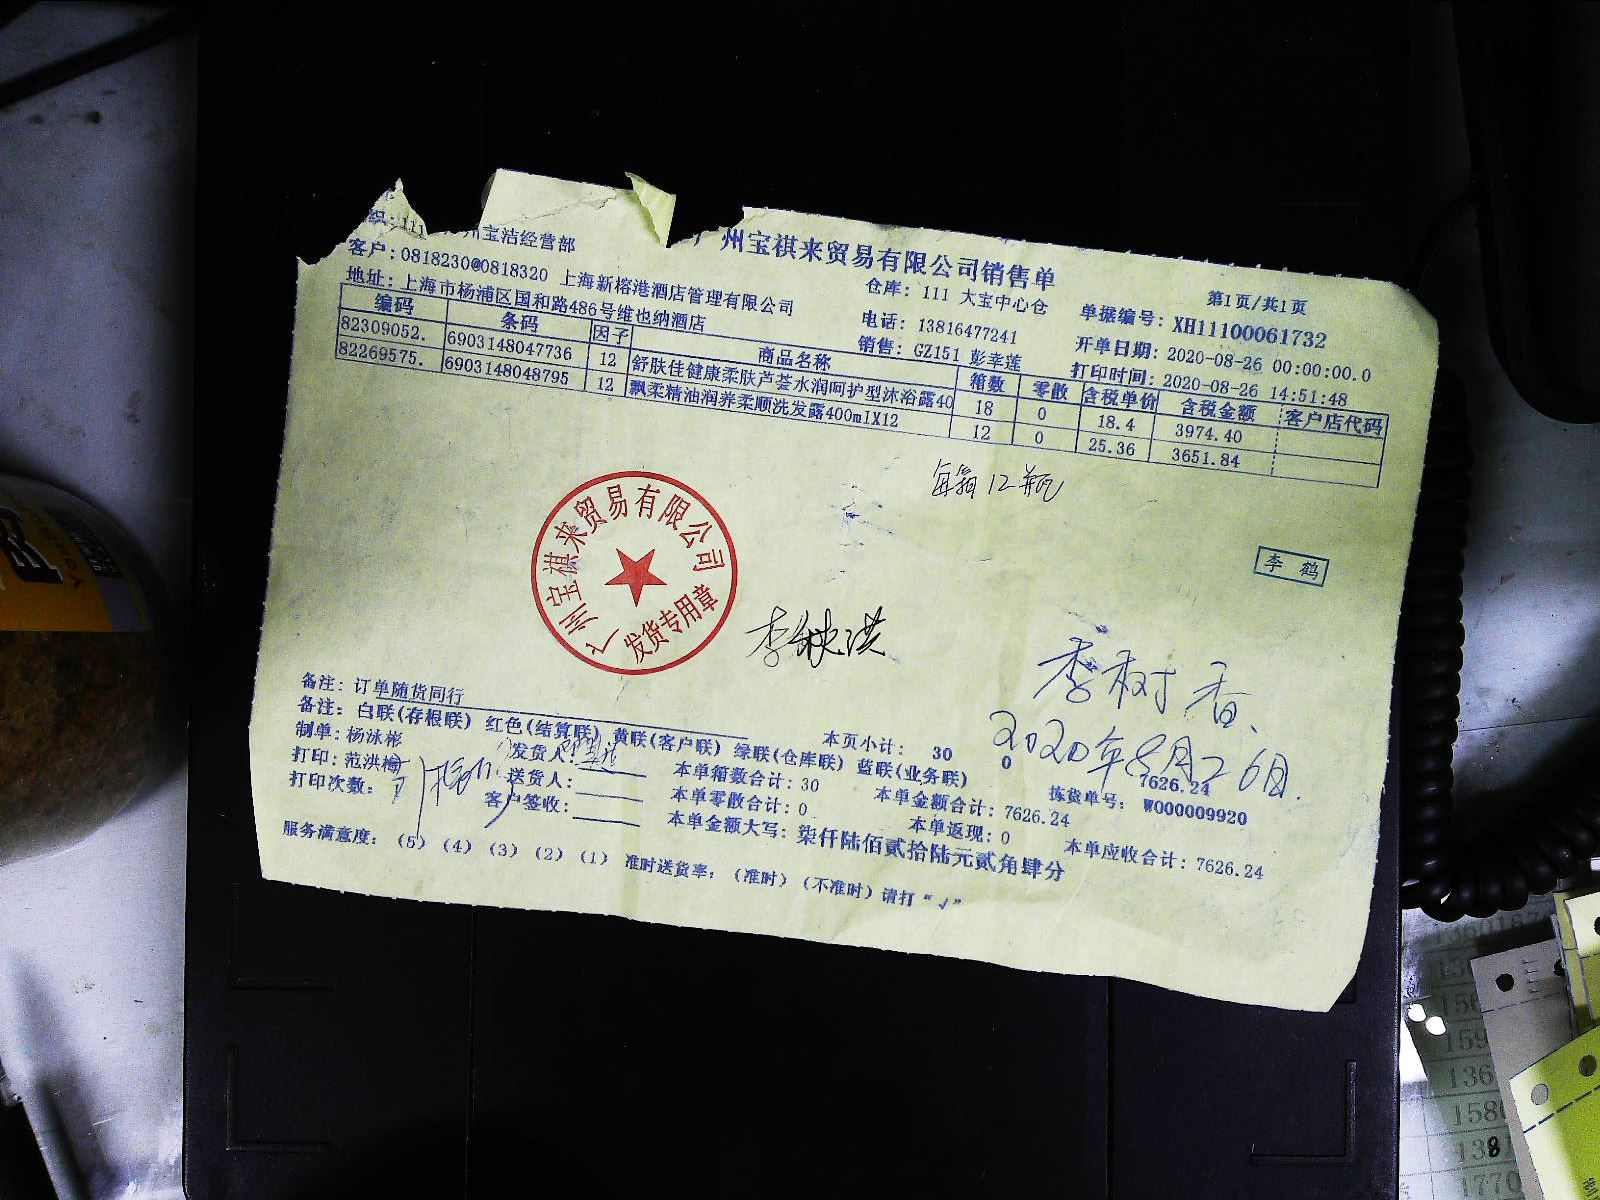 州宝祺来贸易有限公司销售单
织:111 州宝洁经营部
仓库: 111 大宝中心仓
第1页/共1页
客户:0818230@0818320 上海新榕港酒店管理有限公司
电话: 13816477241
单据编号: XH11100061732
地址:上海市杨浦区国和路486号维也纳酒店
销售: GZ151 彭幸莲
开单日期: 2020-08-26 00:00:00.0
打印时间: 2020-08-26 14:51:48
编码 条码 因子 商品名称 箱数 零散 含税单价 含税金额 客户店代码
82309052. 6903148047736 12 舒肤佳健康柔肤芦荟水润呵护型沐浴露40 18 0 18.4 3974.40
82269575. 6903148048795 12 飘柔精油润养柔顺洗发露400mlX12 12 0 25.36 3651.84
每箱12瓶
广州宝祺来贸易有限公司
发货专用章
李鹤
季树香
2020年8月26日
备注: 订单随货同行
备注: 白联(存根联) 红色(结算联) 黄联(客户联) 绿联(仓库联) 蓝联(业务联)
本页小计: 30 0 7626.24
制单: 杨泳彬 发货人: 本单箱数合计: 30 本单金额合计: 7626.24 拣货单号: W000009920
打印: 范洪梅 送货人: 本单零散合计: 0 本单返现: 0 本单应收合计: 7626.24
打印次数: 客户签收: 本单金额大写: 柒仟陆佰贰拾陆元贰角肆分
服务满意度: (5) (4) (3) (2) (1) 准时送货率: (准时) (不准时) 请打 “√”